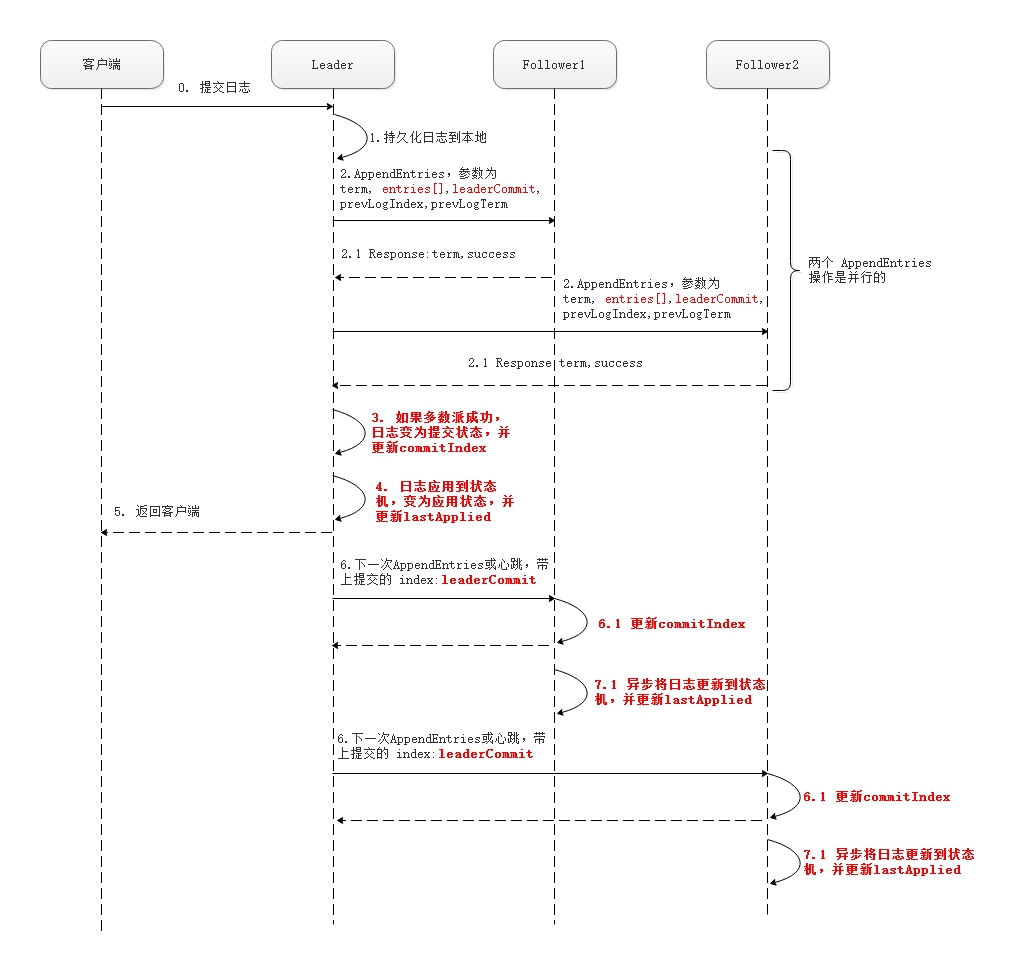 客户端
Leader
Follower1
Follower2
0. 提交日志
1.持久化日志到本地
2.AppendEntries，参数为
term, entries[],leaderCommit,
prevLogIndex,prevLogTerm
2.1 Response:term,success
两个 AppendEntries
操作是并行的
2.AppendEntries，参数为
term, entries[],leaderCommit,
prevLogIndex,prevLogTerm
2.1 Response:term,success
3. 如果多数派成功，
日志变为提交状态，并
更新commitIndex
4. 日志应用到状态
机，变为应用状态，并
更新lastApplied
5. 返回客户端
6.下一次AppendEntries或心跳，带
上提交的 index:leaderCommit
6.1 更新commitIndex
7.1 异步将日志更新到状态
机，并更新lastApplied
6.下一次AppendEntries或心跳，带
上提交的 index:leaderCommit
6.1 更新commitIndex
7.1 异步将日志更新到状态
机，并更新lastApplied